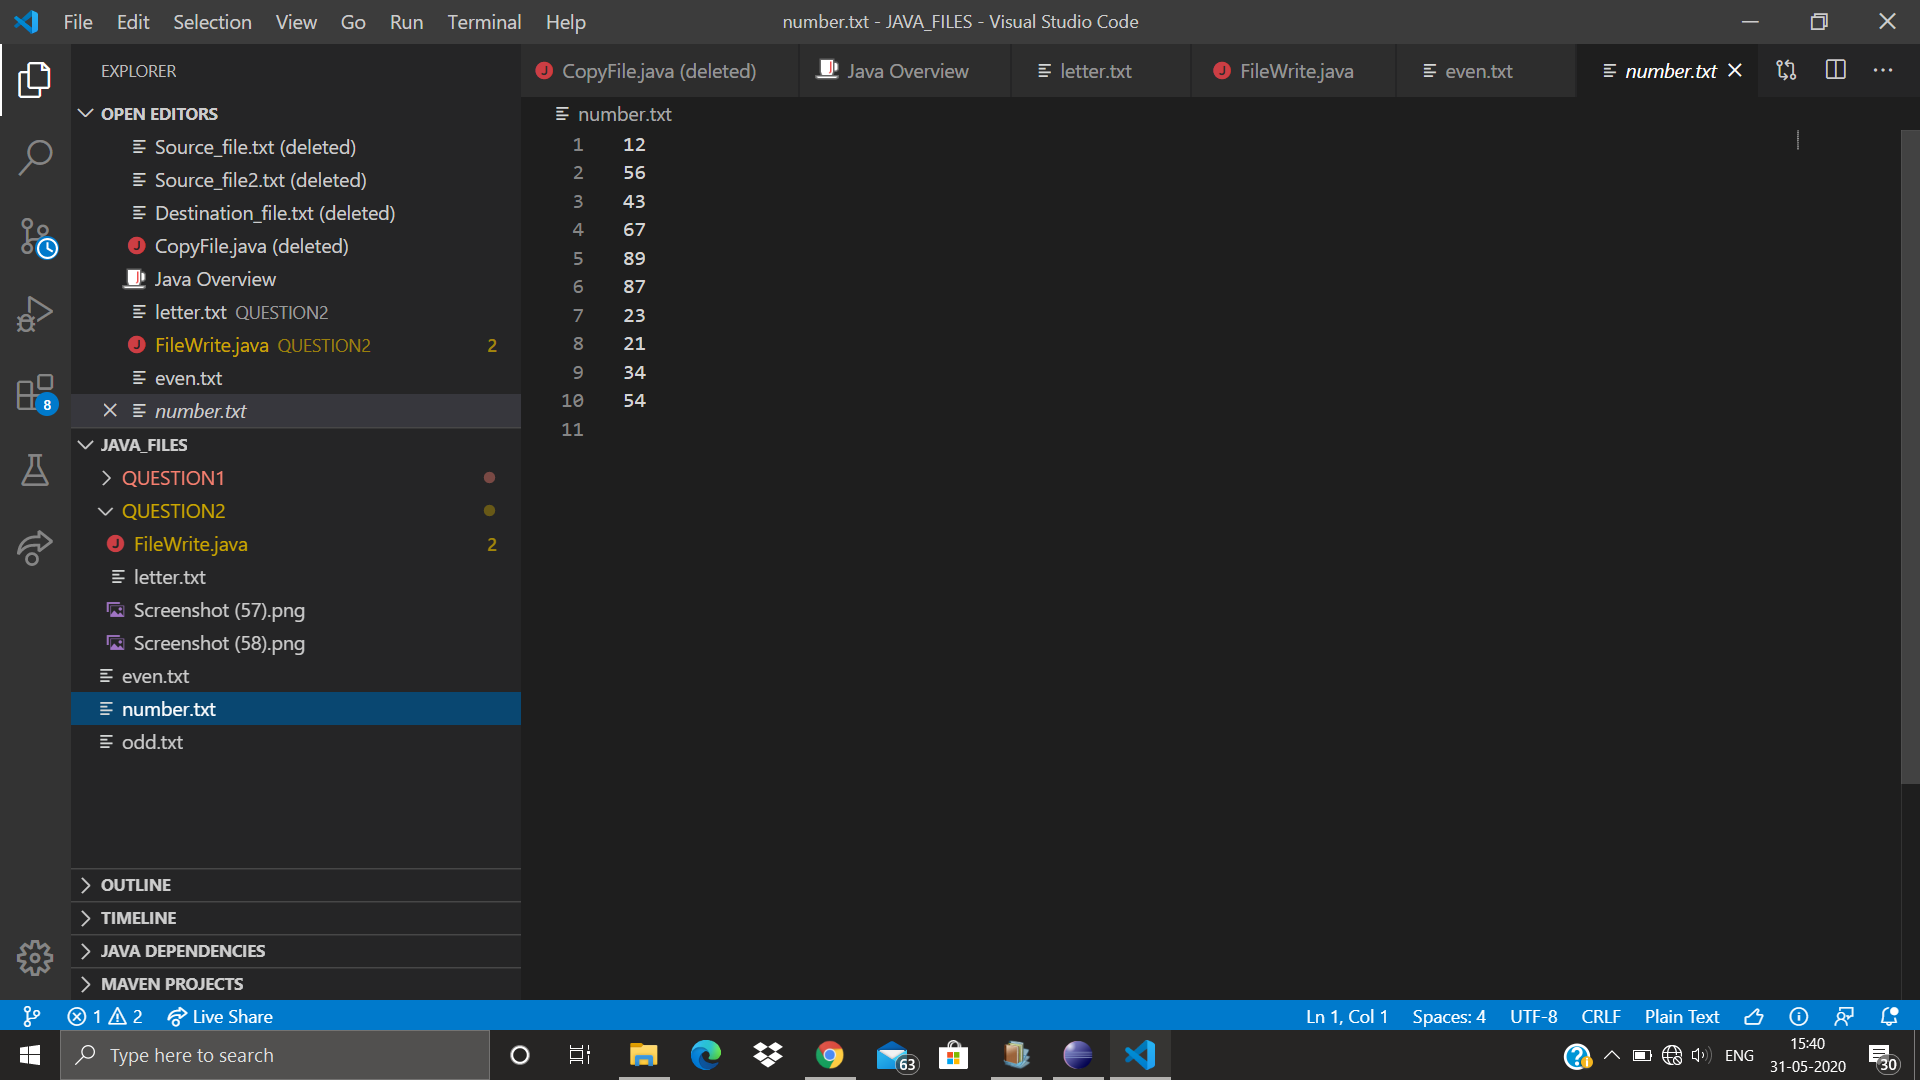 File Edit Selection View Go Run Terminal Help
number.txt - JAVA_FILES - Visual Studio Code
EXPLORER
OPEN EDITORS
Source_file.txt (deleted)
Source_file2.txt (deleted)
Destination_file.txt (deleted)
CopyFile.java (deleted)
Java Overview
letter.txt QUESTION2
FileWrite.java QUESTION2 2
even.txt
number.txt
JAVA_FILES
QUESTION1
QUESTION2
FileWrite.java 2
letter.txt
Screenshot (57).png
Screenshot (58).png
even.txt
number.txt
odd.txt
OUTLINE
TIMELINE
JAVA DEPENDENCIES
MAVEN PROJECTS
8
CopyFile.java (deleted) Java Overview letter.txt FileWrite.java even.txt number.txt
number.txt
1 12
2 56
3 43
4 67
5 89
6 87
7 23
8 21
9 34
10 54
11
1 2 Live Share
Ln 1, Col 1 Spaces: 4 UTF-8 CRLF Plain Text
Type here to search
63
ENG
15:40
31-05-2020
30